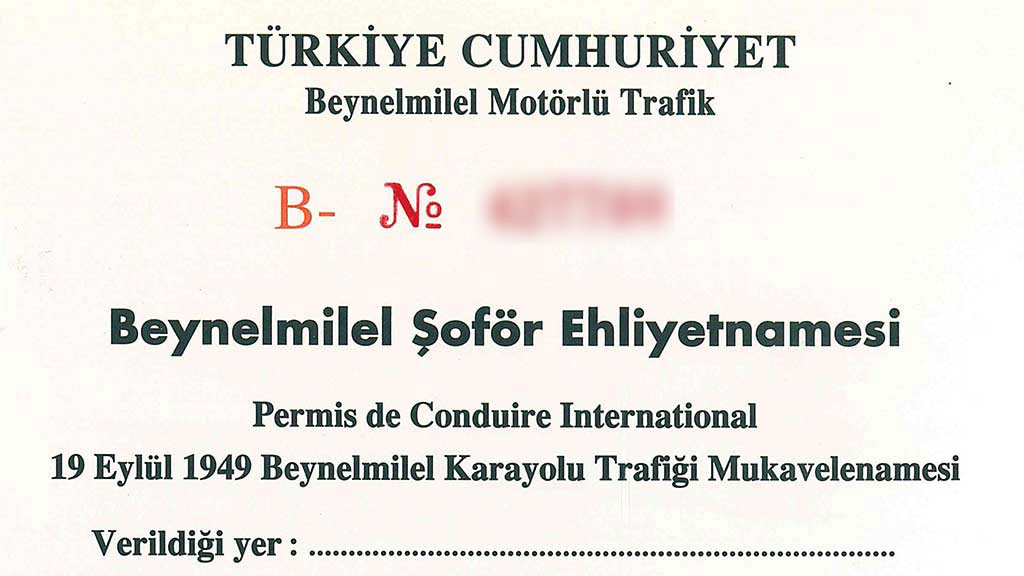 TÜRKİYE CUMHURİYET
Beynelmilel Motörlü Trafik
B- №
Beynelmilel Şoför Ehliyetnamesi
Permis de Conduire International
19 Eylül 1949 Beynelmilel Karayolu Trafiği Mukavelenamesi
Verildiği yer : ..........................................................................